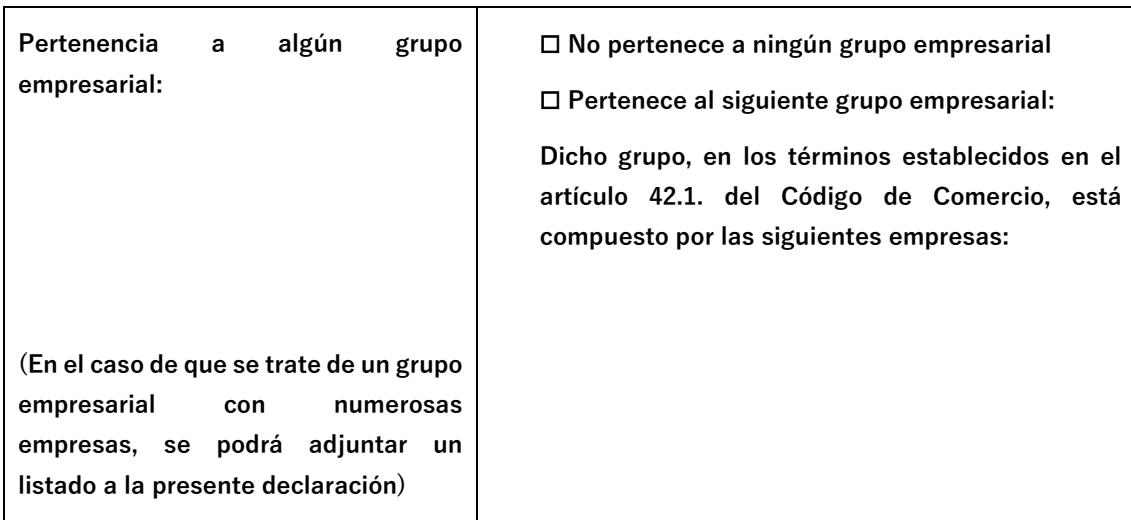 Pertenencia a algún grupo
empresarial:
(En el caso de que se trate de un grupo
empresarial con numerosas
empresas, se podrá adjuntar un
listado a la presente declaración)
☐ No pertenece a ningún grupo empresarial
☐ Pertenece al siguiente grupo empresarial:
Dicho grupo, en los términos establecidos en el
artículo 42.1. del Código de Comercio, está
compuesto por las siguientes empresas: